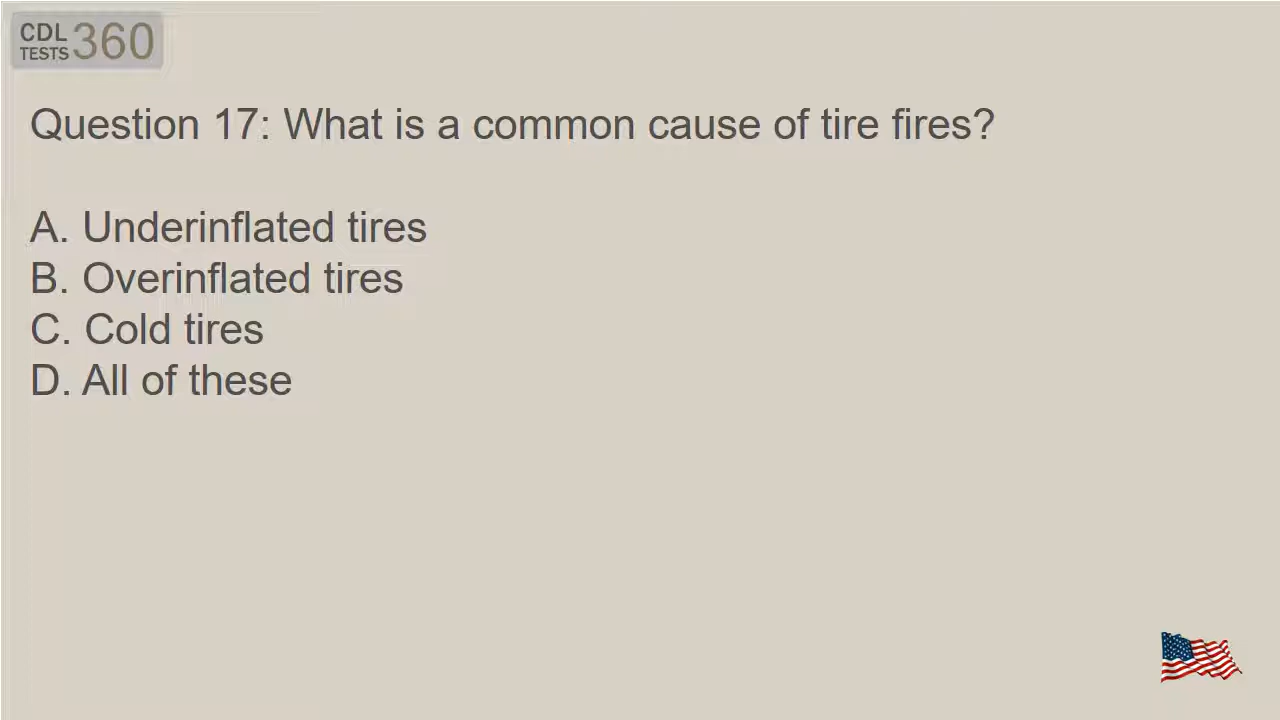 CDL
TESTS 360
Question 17: What is a common cause of tire fires?
A. Underinflated tires
B. Overinflated tires
C. Cold tires
D. All of these